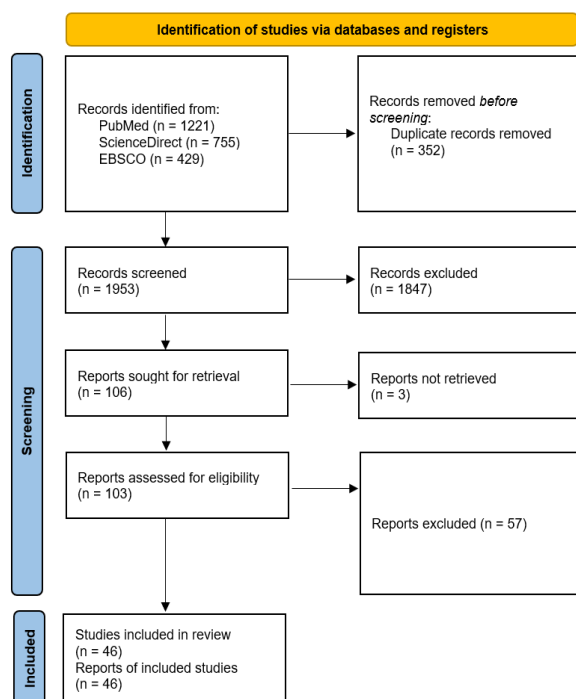 Identification of studies via databases and registers
Identification
Records identified from:
PubMed (n = 1221)
ScienceDirect (n = 755)
EBSCO (n = 429)
Records removed before
screening:
Duplicate records removed
(n = 352)
Screening
Records screened
(n = 1953)
Records excluded
(n = 1847)
Reports sought for retrieval
(n = 106)
Reports not retrieved
(n = 3)
Reports assessed for eligibility
(n = 103)
Reports excluded (n = 57)
Included
Studies included in review
(n = 46)
Reports of included studies
(n = 46)